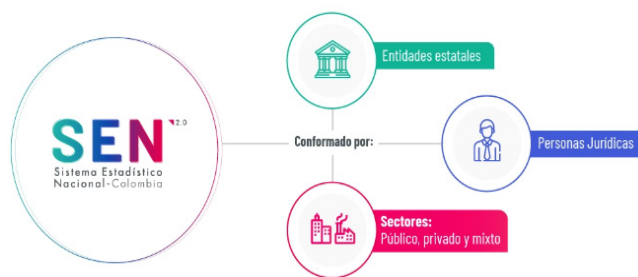 SEN 2.0
Sistema Estadístico
Nacional-Colombia
Conformado por:
Entidades estatales
Personas Jurídicas
Sectores:
Público, privado y mixto